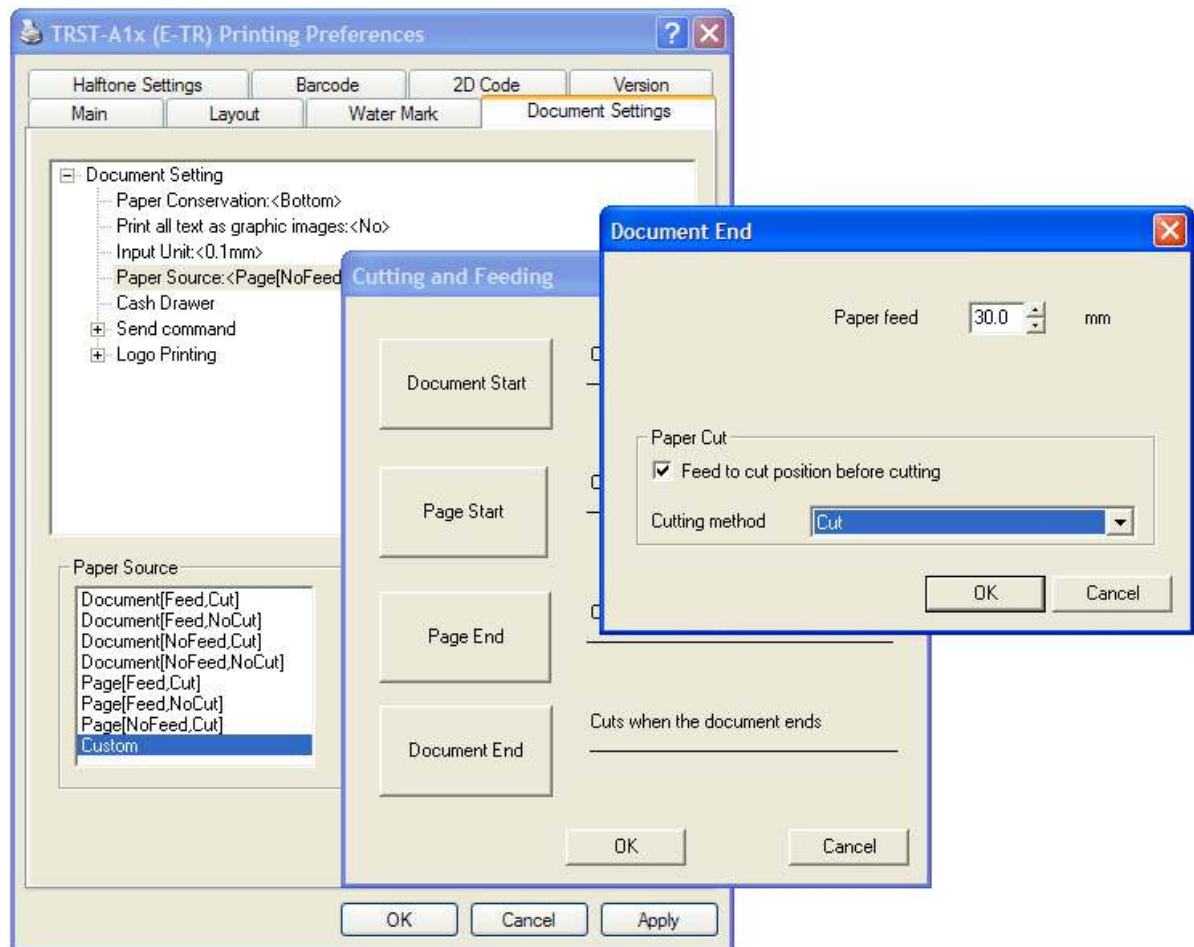 TRST-A1x (E-TR) Printing Preferences
Halftone Settings Barcode 2D Code Version
Main Layout Water Mark Document Settings
Document Setting
Paper Conservation:<Bottom>
Print all text as graphic images:<No>
Input Unit:<0.1mm>
Paper Source:<Page[NoFeed
Cash Drawer
Send command
Logo Printing
Paper Source
Document[Feed,Cut]
Document[Feed,NoCut]
Document[NoFeed,Cut]
Document[NoFeed,NoCut]
Page[Feed,Cut]
Page[Feed,NoCut]
Page[NoFeed,Cut]
Custom
OK Cancel Apply
Cutting and Feeding
Document Start
Page Start
Page End
Document End Cuts when the document ends
OK Cancel
Document End
Paper feed 30.0 mm
Paper Cut
Feed to cut position before cutting
Cutting method Cut
OK Cancel